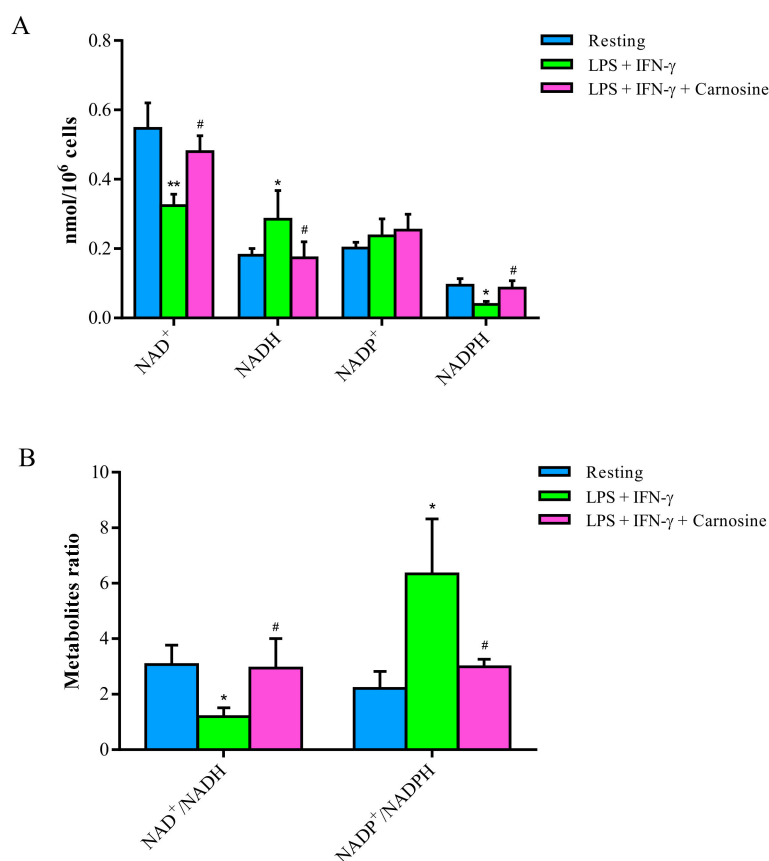 A
nmol/10⁶ cells
0.8
0.6
0.4
0.2
0.0
**
#
*
#
*
#
NAD⁺
NADH
NADP⁺
NADPH
Resting
LPS + IFN-γ
LPS + IFN-γ + Carnosine
B
Metabolites ratio
10
8
6
4
2
0
*
#
*
#
NAD⁺/NADH
NADP⁺/NADPH
Resting
LPS + IFN-γ
LPS + IFN-γ + Carnosine